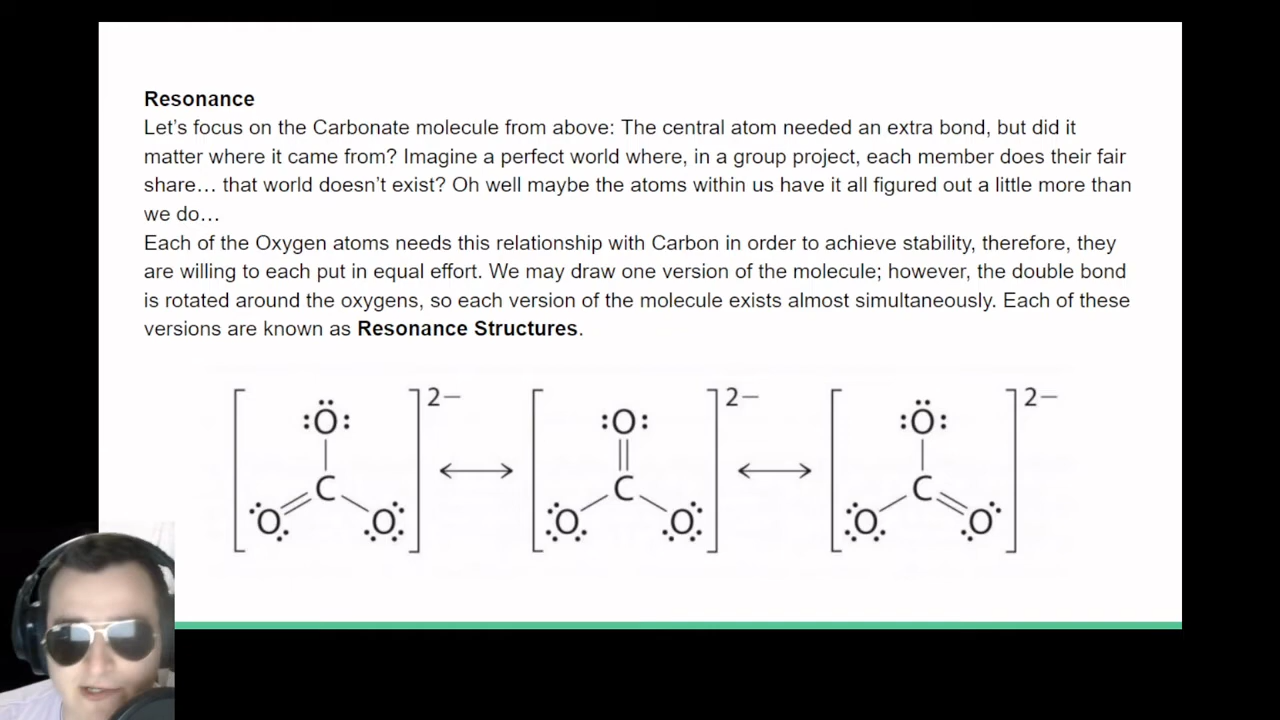 Resonance
Let's focus on the Carbonate molecule from above: The central atom needed an extra bond, but did it
matter where it came from? Imagine a perfect world where, in a group project, each member does their fair
share… that world doesn't exist? Oh well maybe the atoms within us have it all figured out a little more than
we do…
Each of the Oxygen atoms needs this relationship with Carbon in order to achieve stability, therefore, they
are willing to each put in equal effort. We may draw one version of the molecule; however, the double bond
is rotated around the oxygens, so each version of the molecule exists almost simultaneously. Each of these
versions are known as Resonance Structures.
2− 2− 2−
O O O
C C C
O O O O O O